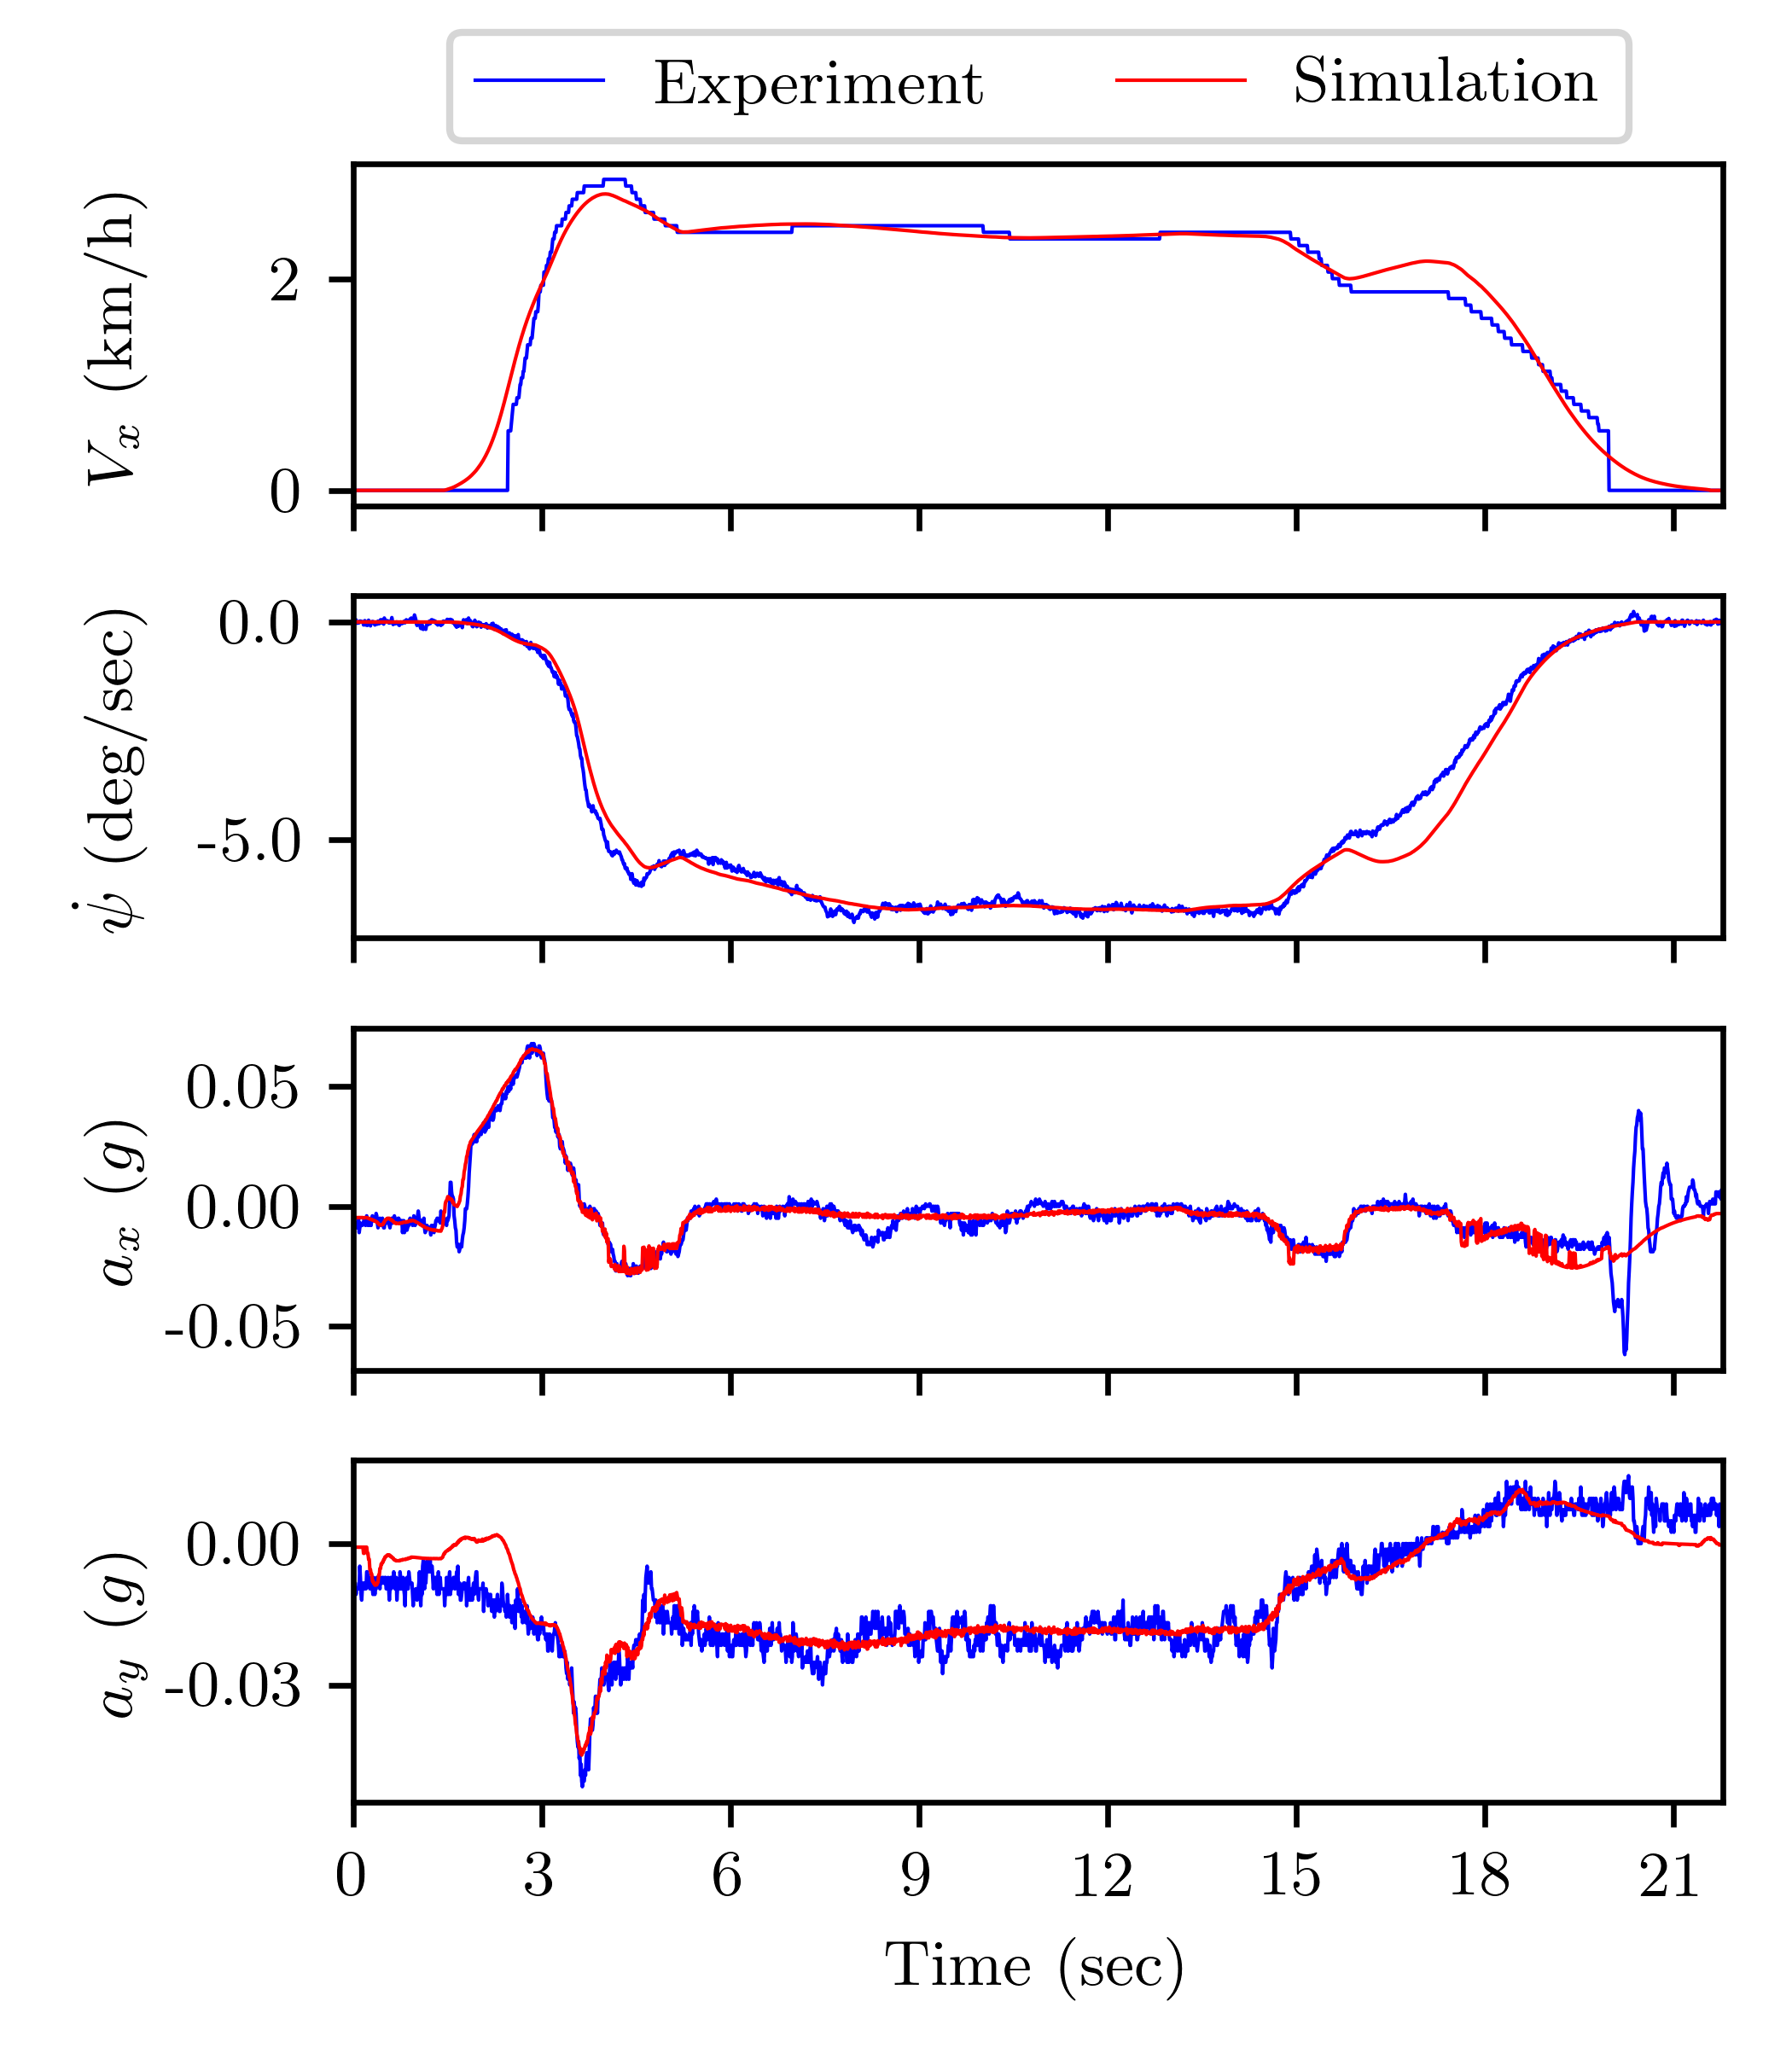 Experiment Simulation
V_x (km/h)
2
0
ψ̇ (deg/sec)
0.0
-5.0
a_x (g)
0.05
0.00
-0.05
a_y (g)
0.00
-0.03
0 3 6 9 12 15 18 21
Time (sec)